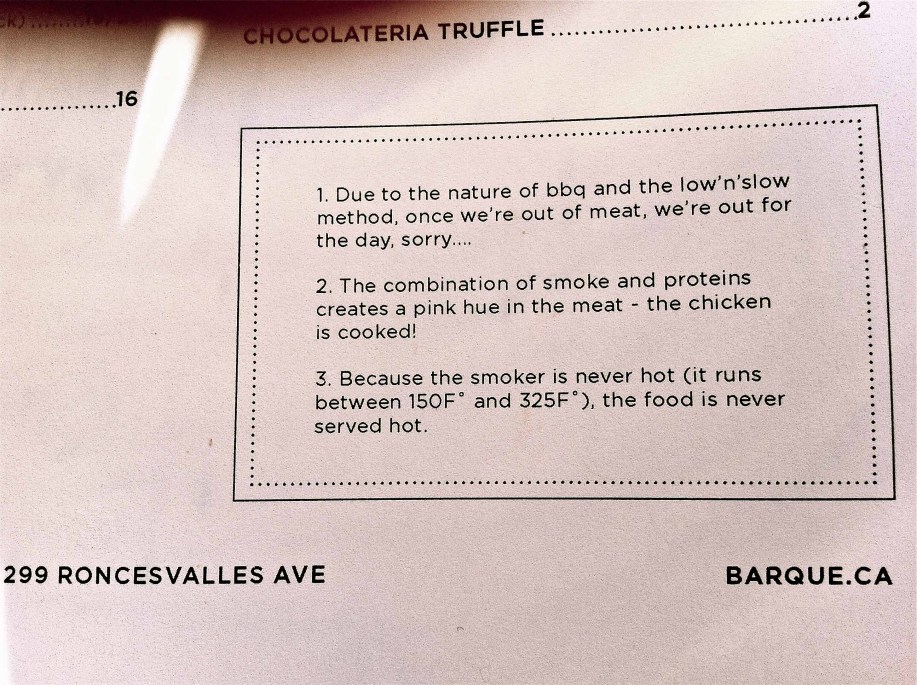 CHOCOLATERIA TRUFFLE ..................................................2
................16
1. Due to the nature of bbq and the low'n'slow
method, once we're out of meat, we're out for
the day, sorry....
2. The combination of smoke and proteins
creates a pink hue in the meat - the chicken
is cooked!
3. Because the smoker is never hot (it runs
between 150F° and 325F°), the food is never
served hot.
299 RONCESVALLES AVE
BARQUE.CA